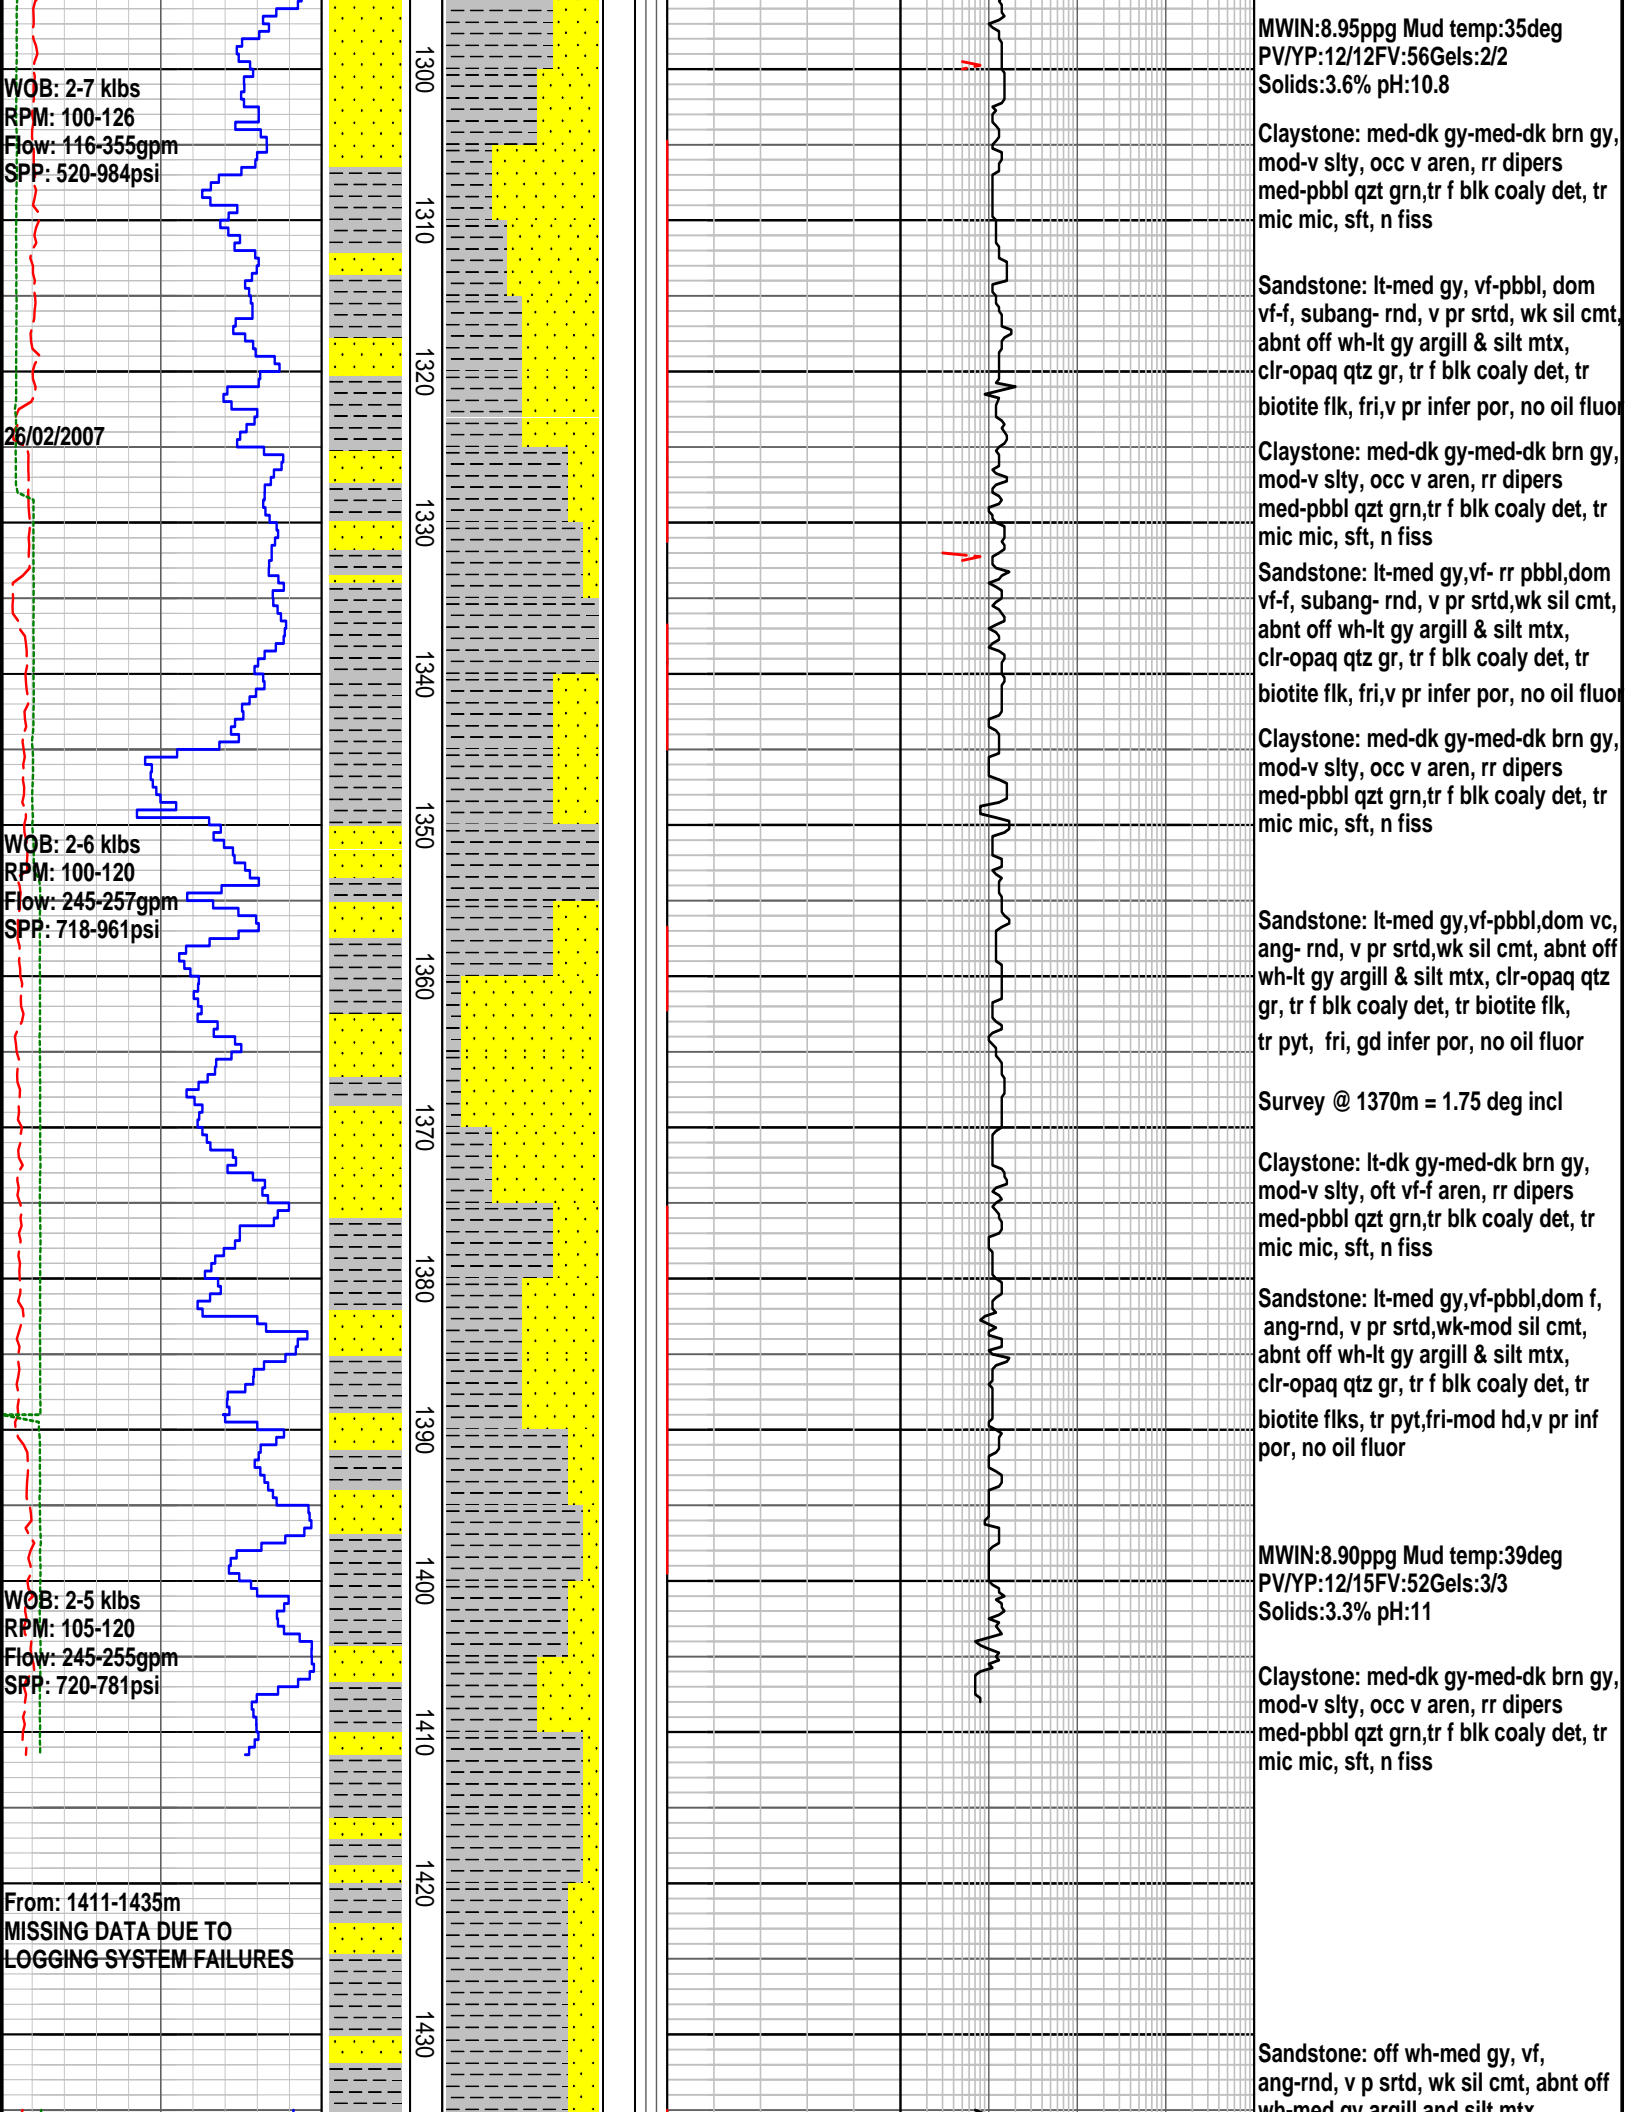 WOB: 2-7 klbs
RPM: 100-126
Flow: 116-355gpm
SPP: 520-984psi
26/02/2007
WOB: 2-6 klbs
RPM: 100-120
Flow: 245-257gpm
SPP: 718-961psi
WOB: 2-5 klbs
RPM: 105-120
Flow: 245-255gpm
SPP: 720-781psi
From: 1411-1435m
MISSING DATA DUE TO
LOGGING SYSTEM FAILURES
1300
1310
1320
1330
1340
1350
1360
1370
1380
1390
1400
1410
1420
1430
MWIN:8.95ppg Mud temp:35deg
PV/YP:12/12FV:56Gels:2/2
Solids:3.6% pH:10.8
Claystone: med-dk gy-med-dk brn gy,
mod-v slty, occ v aren, rr dipers
med-pbbl qzt grn,tr f blk coaly det, tr
mic mic, sft, n fiss
Sandstone: lt-med gy, vf-pbbl, dom
vf-f, subang- rnd, v pr srtd, wk sil cmt,
abnt off wh-lt gy argill & silt mtx,
clr-opaq qtz gr, tr f blk coaly det, tr
biotite flk, fri,v pr infer por, no oil fluor
Claystone: med-dk gy-med-dk brn gy,
mod-v slty, occ v aren, rr dipers
med-pbbl qzt grn,tr f blk coaly det, tr
mic mic, sft, n fiss
Sandstone: lt-med gy,vf- rr pbbl,dom
vf-f, subang- rnd, v pr srtd,wk sil cmt,
abnt off wh-lt gy argill & silt mtx,
clr-opaq qtz gr, tr f blk coaly det, tr
biotite flk, fri,v pr infer por, no oil fluor
Claystone: med-dk gy-med-dk brn gy,
mod-v slty, occ v aren, rr dipers
med-pbbl qzt grn,tr f blk coaly det, tr
mic mic, sft, n fiss
Sandstone: lt-med gy,vf-pbbl,dom vc,
ang- rnd, v pr srtd,wk sil cmt, abnt off
wh-lt gy argill & silt mtx, clr-opaq qtz
gr, tr f blk coaly det, tr biotite flk,
tr pyt, fri, gd infer por, no oil fluor
Survey @ 1370m = 1.75 deg incl
Claystone: lt-dk gy-med-dk brn gy,
mod-v slty, oft vf-f aren, rr dipers
med-pbbl qzt grn,tr blk coaly det, tr
mic mic, sft, n fiss
Sandstone: lt-med gy,vf-pbbl,dom f,
ang-rnd, v pr srtd,wk-mod sil cmt,
abnt off wh-lt gy argill & silt mtx,
clr-opaq qtz gr, tr f blk coaly det, tr
biotite flks, tr pyt,fri-mod hd,v pr inf
por, no oil fluor
MWIN:8.90ppg Mud temp:39deg
PV/YP:12/15FV:52Gels:3/3
Solids:3.3% pH:11
Claystone: med-dk gy-med-dk brn gy,
mod-v slty, occ v aren, rr dipers
med-pbbl qzt grn,tr f blk coaly det, tr
mic mic, sft, n fiss
Sandstone: off wh-med gy, vf,
ang-rnd, v p srtd, wk sil cmt, abnt off
wh-med gy argill and silt mtx